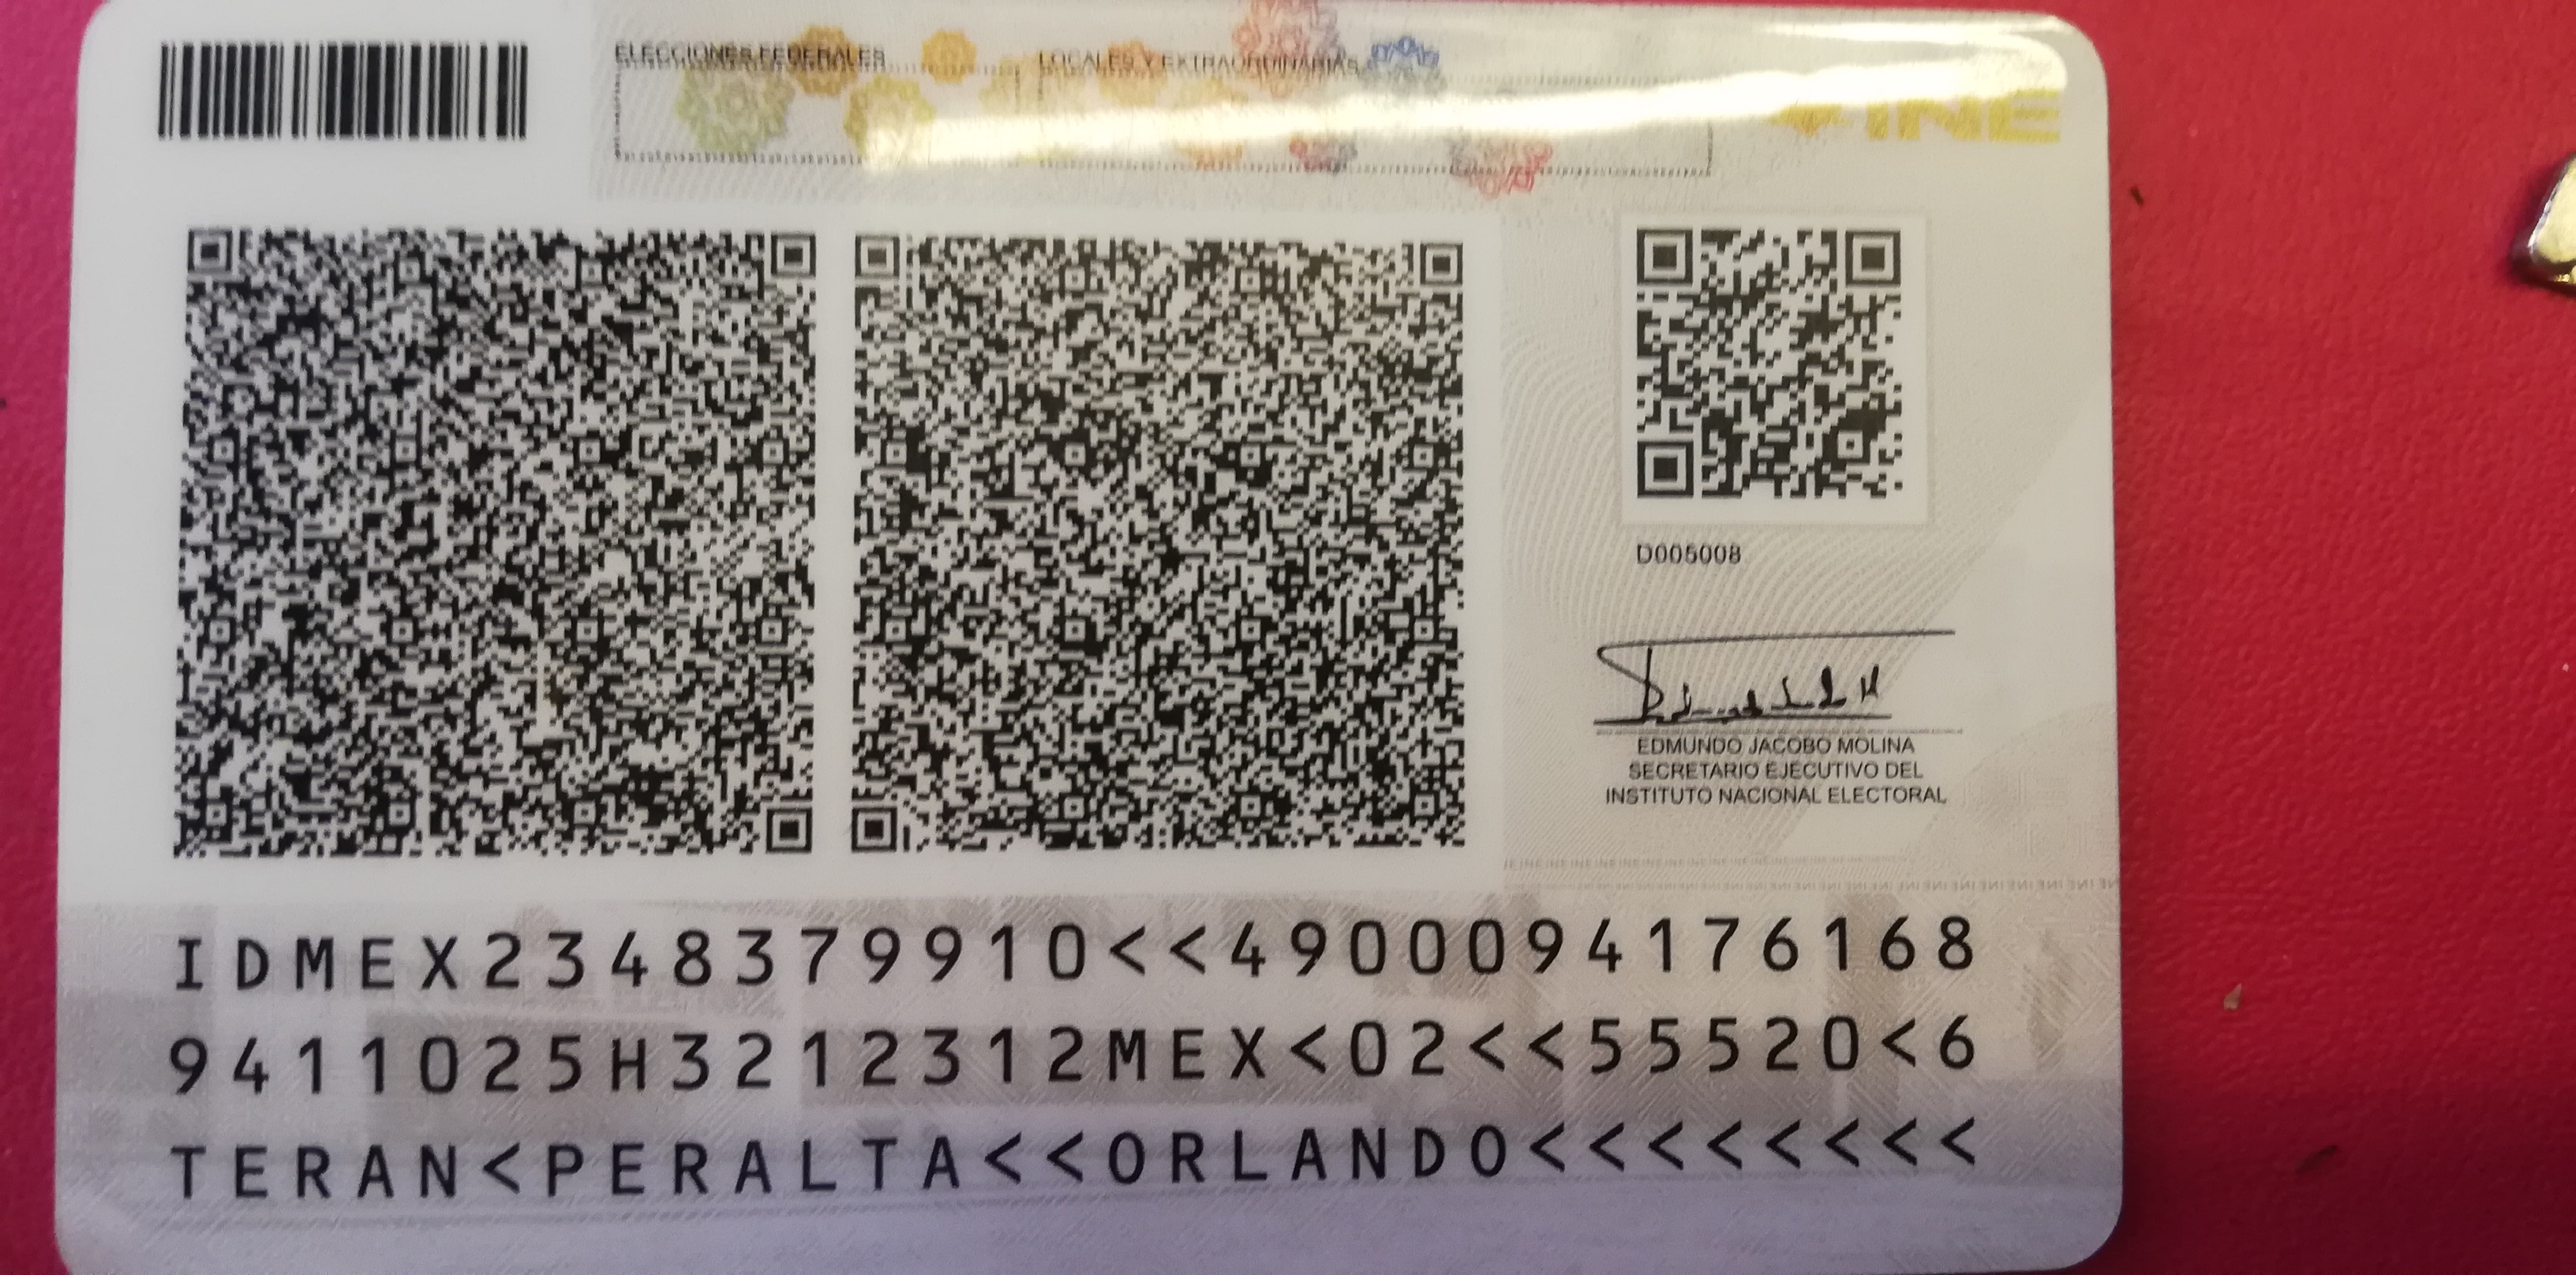 ELECCIONES FEDERALES LOCALES Y EXTRAORDINARIAS
INE
D005008
EDMUNDO JACOBO MOLINA
SECRETARIO EJECUTIVO DEL
INSTITUTO NACIONAL ELECTORAL
IDMEX2348379910<<4900094176168
9411025H3212312MEX<02<<55520<6
TERAN<PERALTA<<ORLANDO<<<<<<<<